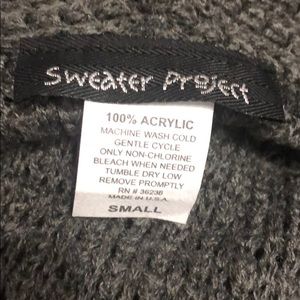 Sweater Project
100% ACRYLIC
MACHINE WASH COLD
GENTLE CYCLE
ONLY NON-CHLORINE
BLEACH WHEN NEEDED
TUMBLE DRY LOW
REMOVE PROMPTLY
RN # 36238
MADE IN U.S.A.
SMALL